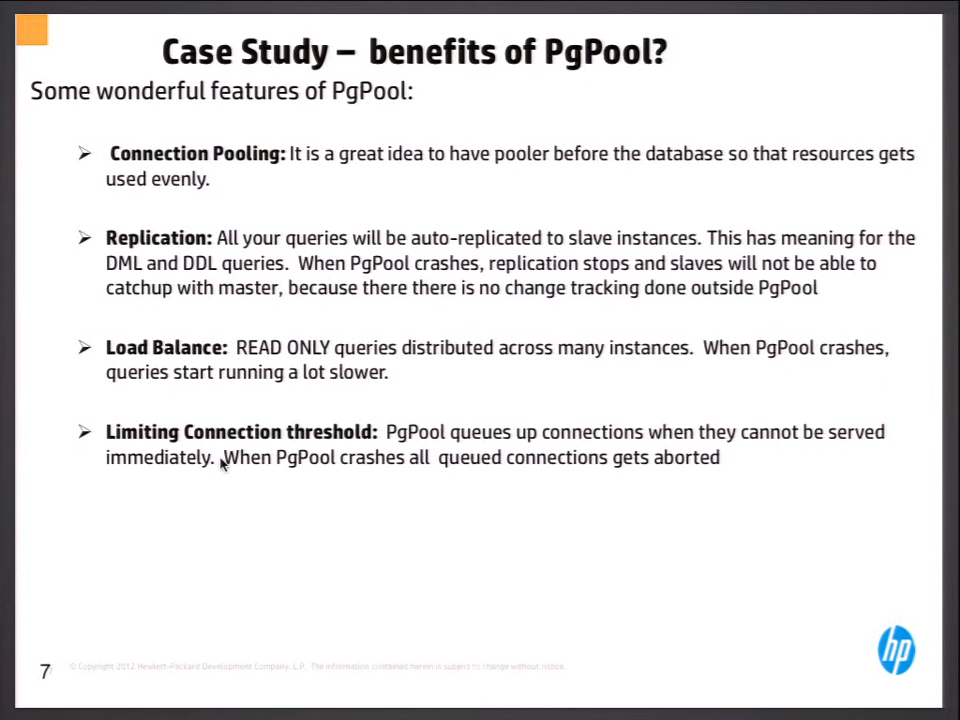 Case Study – benefits of PgPool?
Some wonderful features of PgPool:
➢ Connection Pooling: It is a great idea to have pooler before the database so that resources gets
used evenly.
➢ Replication: All your queries will be auto-replicated to slave instances. This has meaning for the
DML and DDL queries. When PgPool crashes, replication stops and slaves will not be able to
catchup with master, because there there is no change tracking done outside PgPool
➢ Load Balance: READ ONLY queries distributed across many instances. When PgPool crashes,
queries start running a lot slower.
➢ Limiting Connection threshold: PgPool queues up connections when they cannot be served
immediately. When PgPool crashes all queued connections gets aborted
hp
7 © Copyright 2012 Hewlett-Packard Development Company, L.P. The information contained herein is subject to change without notice.